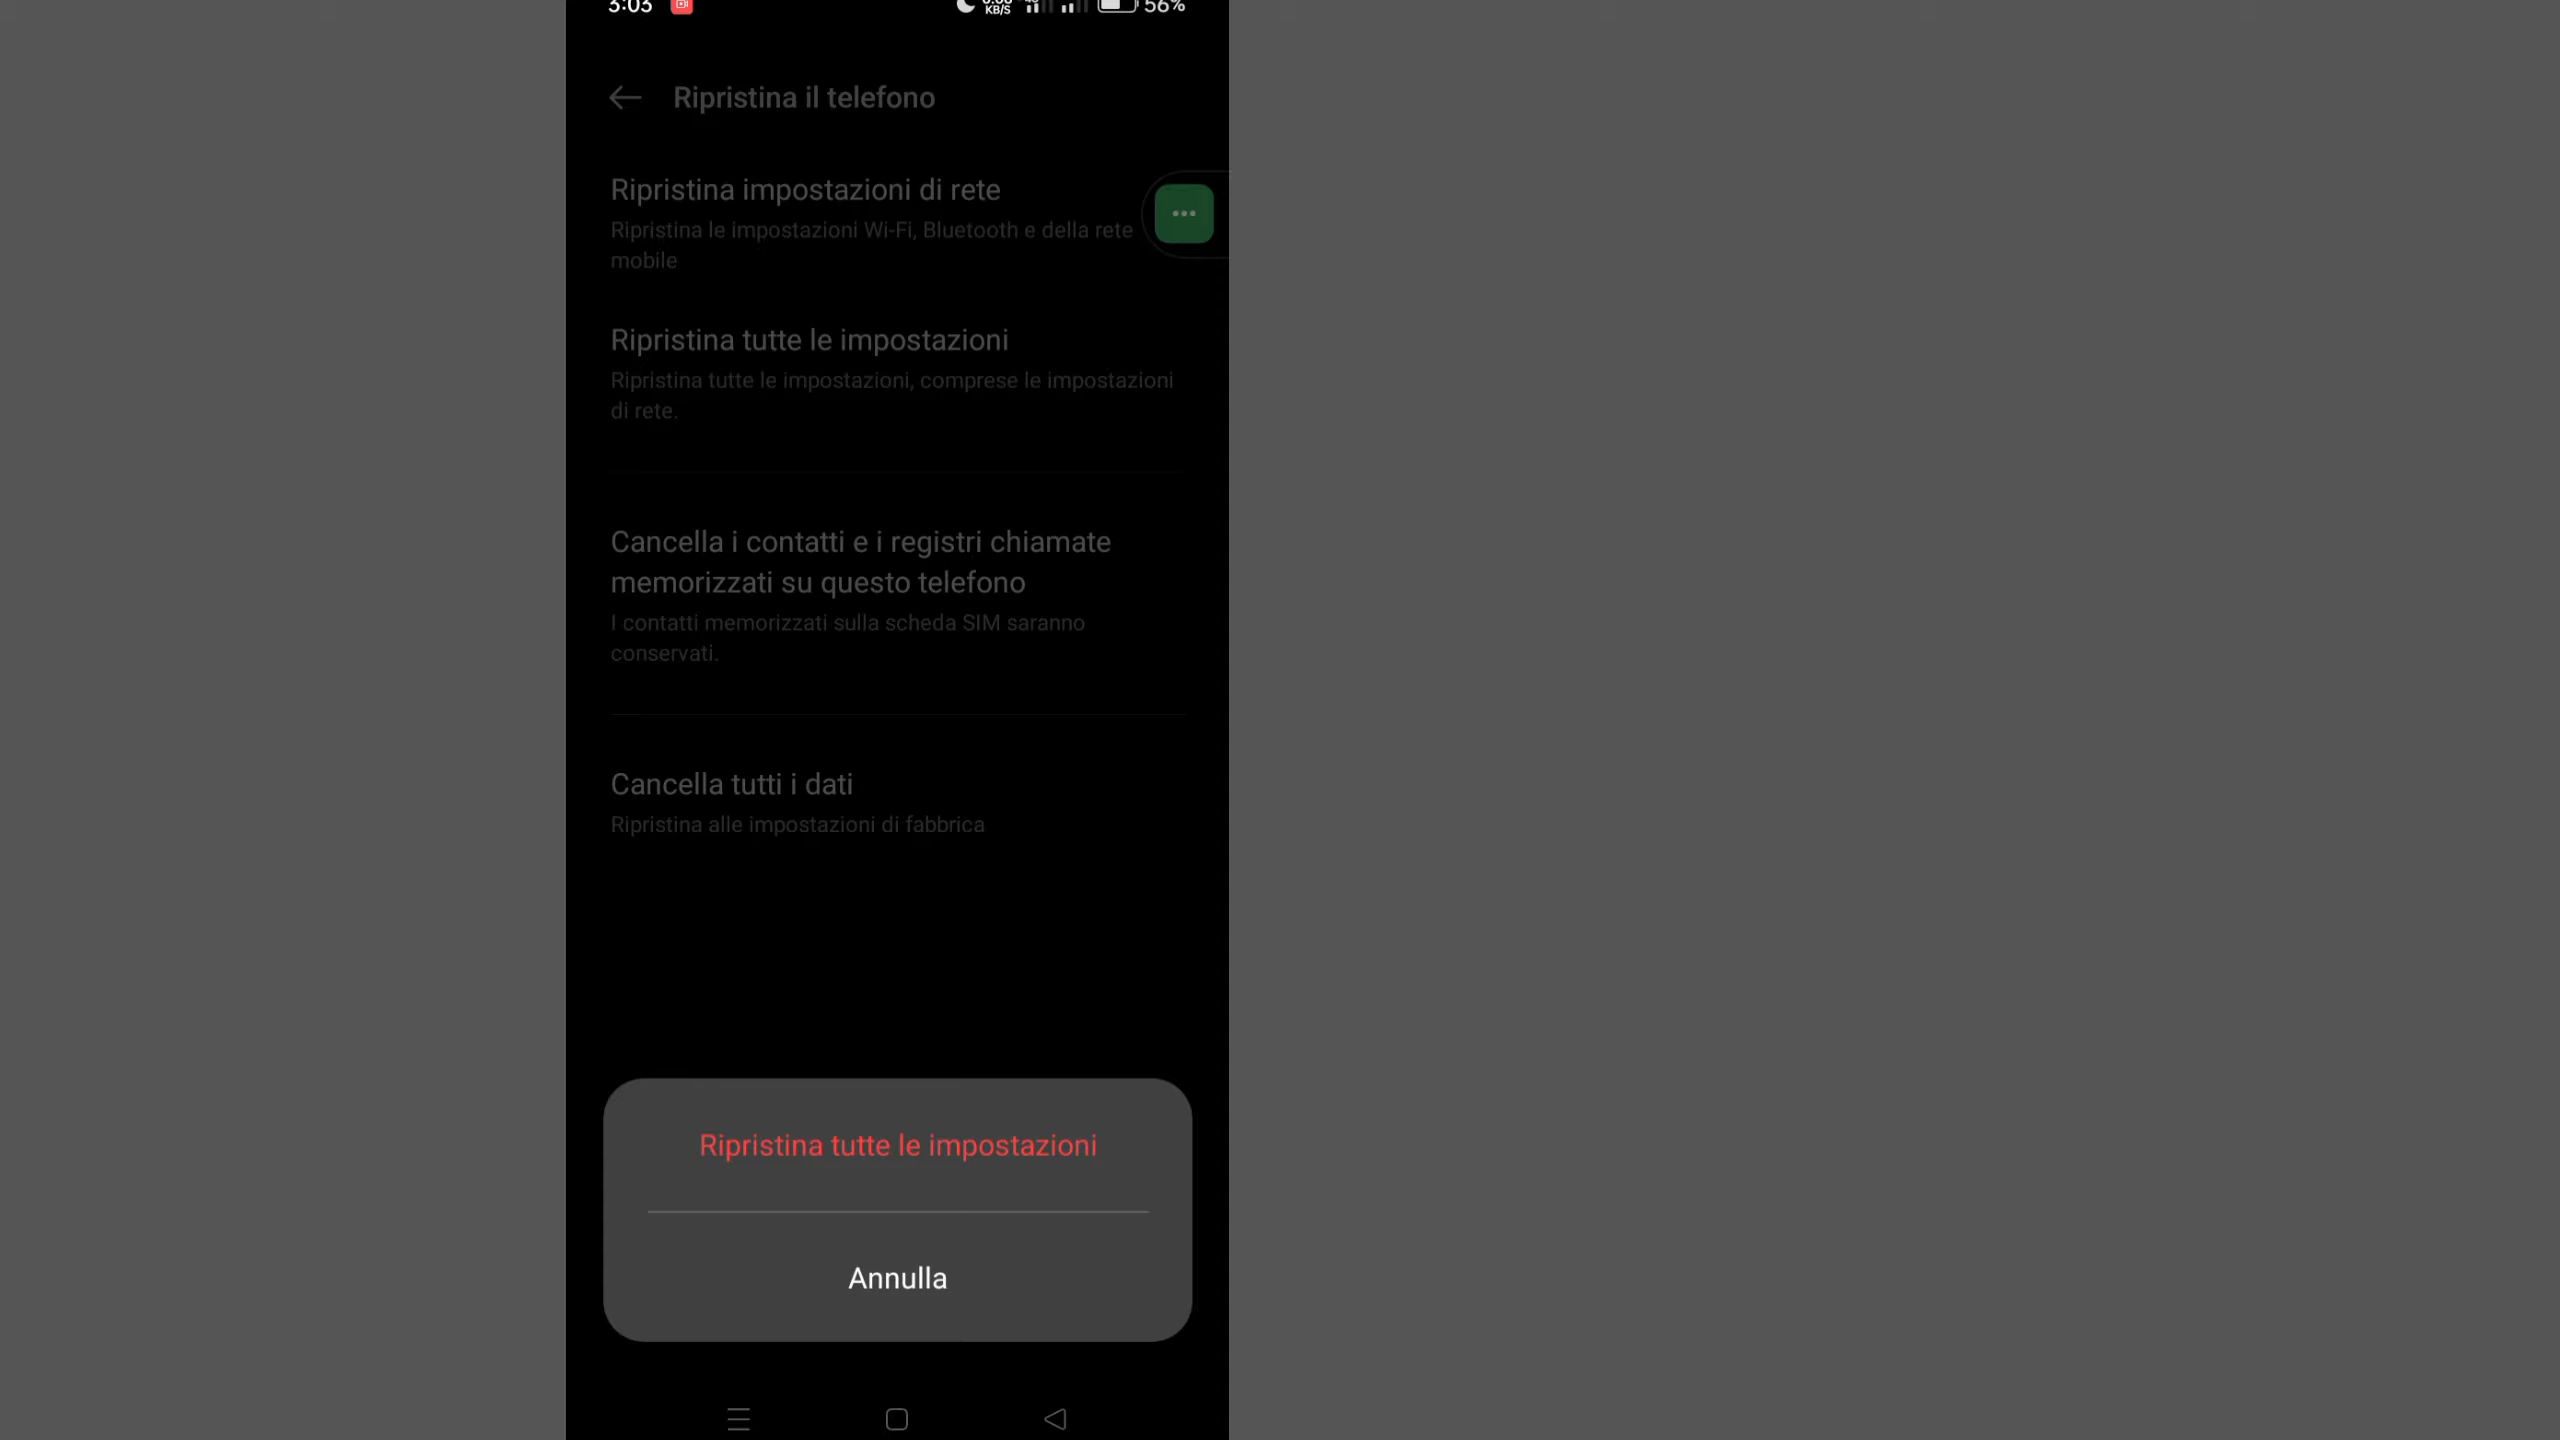 3:03
KB/S
56%
Ripristina il telefono
Ripristina impostazioni di rete
Ripristina le impostazioni Wi-Fi, Bluetooth e della rete
mobile
Ripristina tutte le impostazioni
Ripristina tutte le impostazioni, comprese le impostazioni
di rete.
Cancella i contatti e i registri chiamate
memorizzati su questo telefono
I contatti memorizzati sulla scheda SIM saranno
conservati.
Cancella tutti i dati
Ripristina alle impostazioni di fabbrica
Ripristina tutte le impostazioni
Annulla